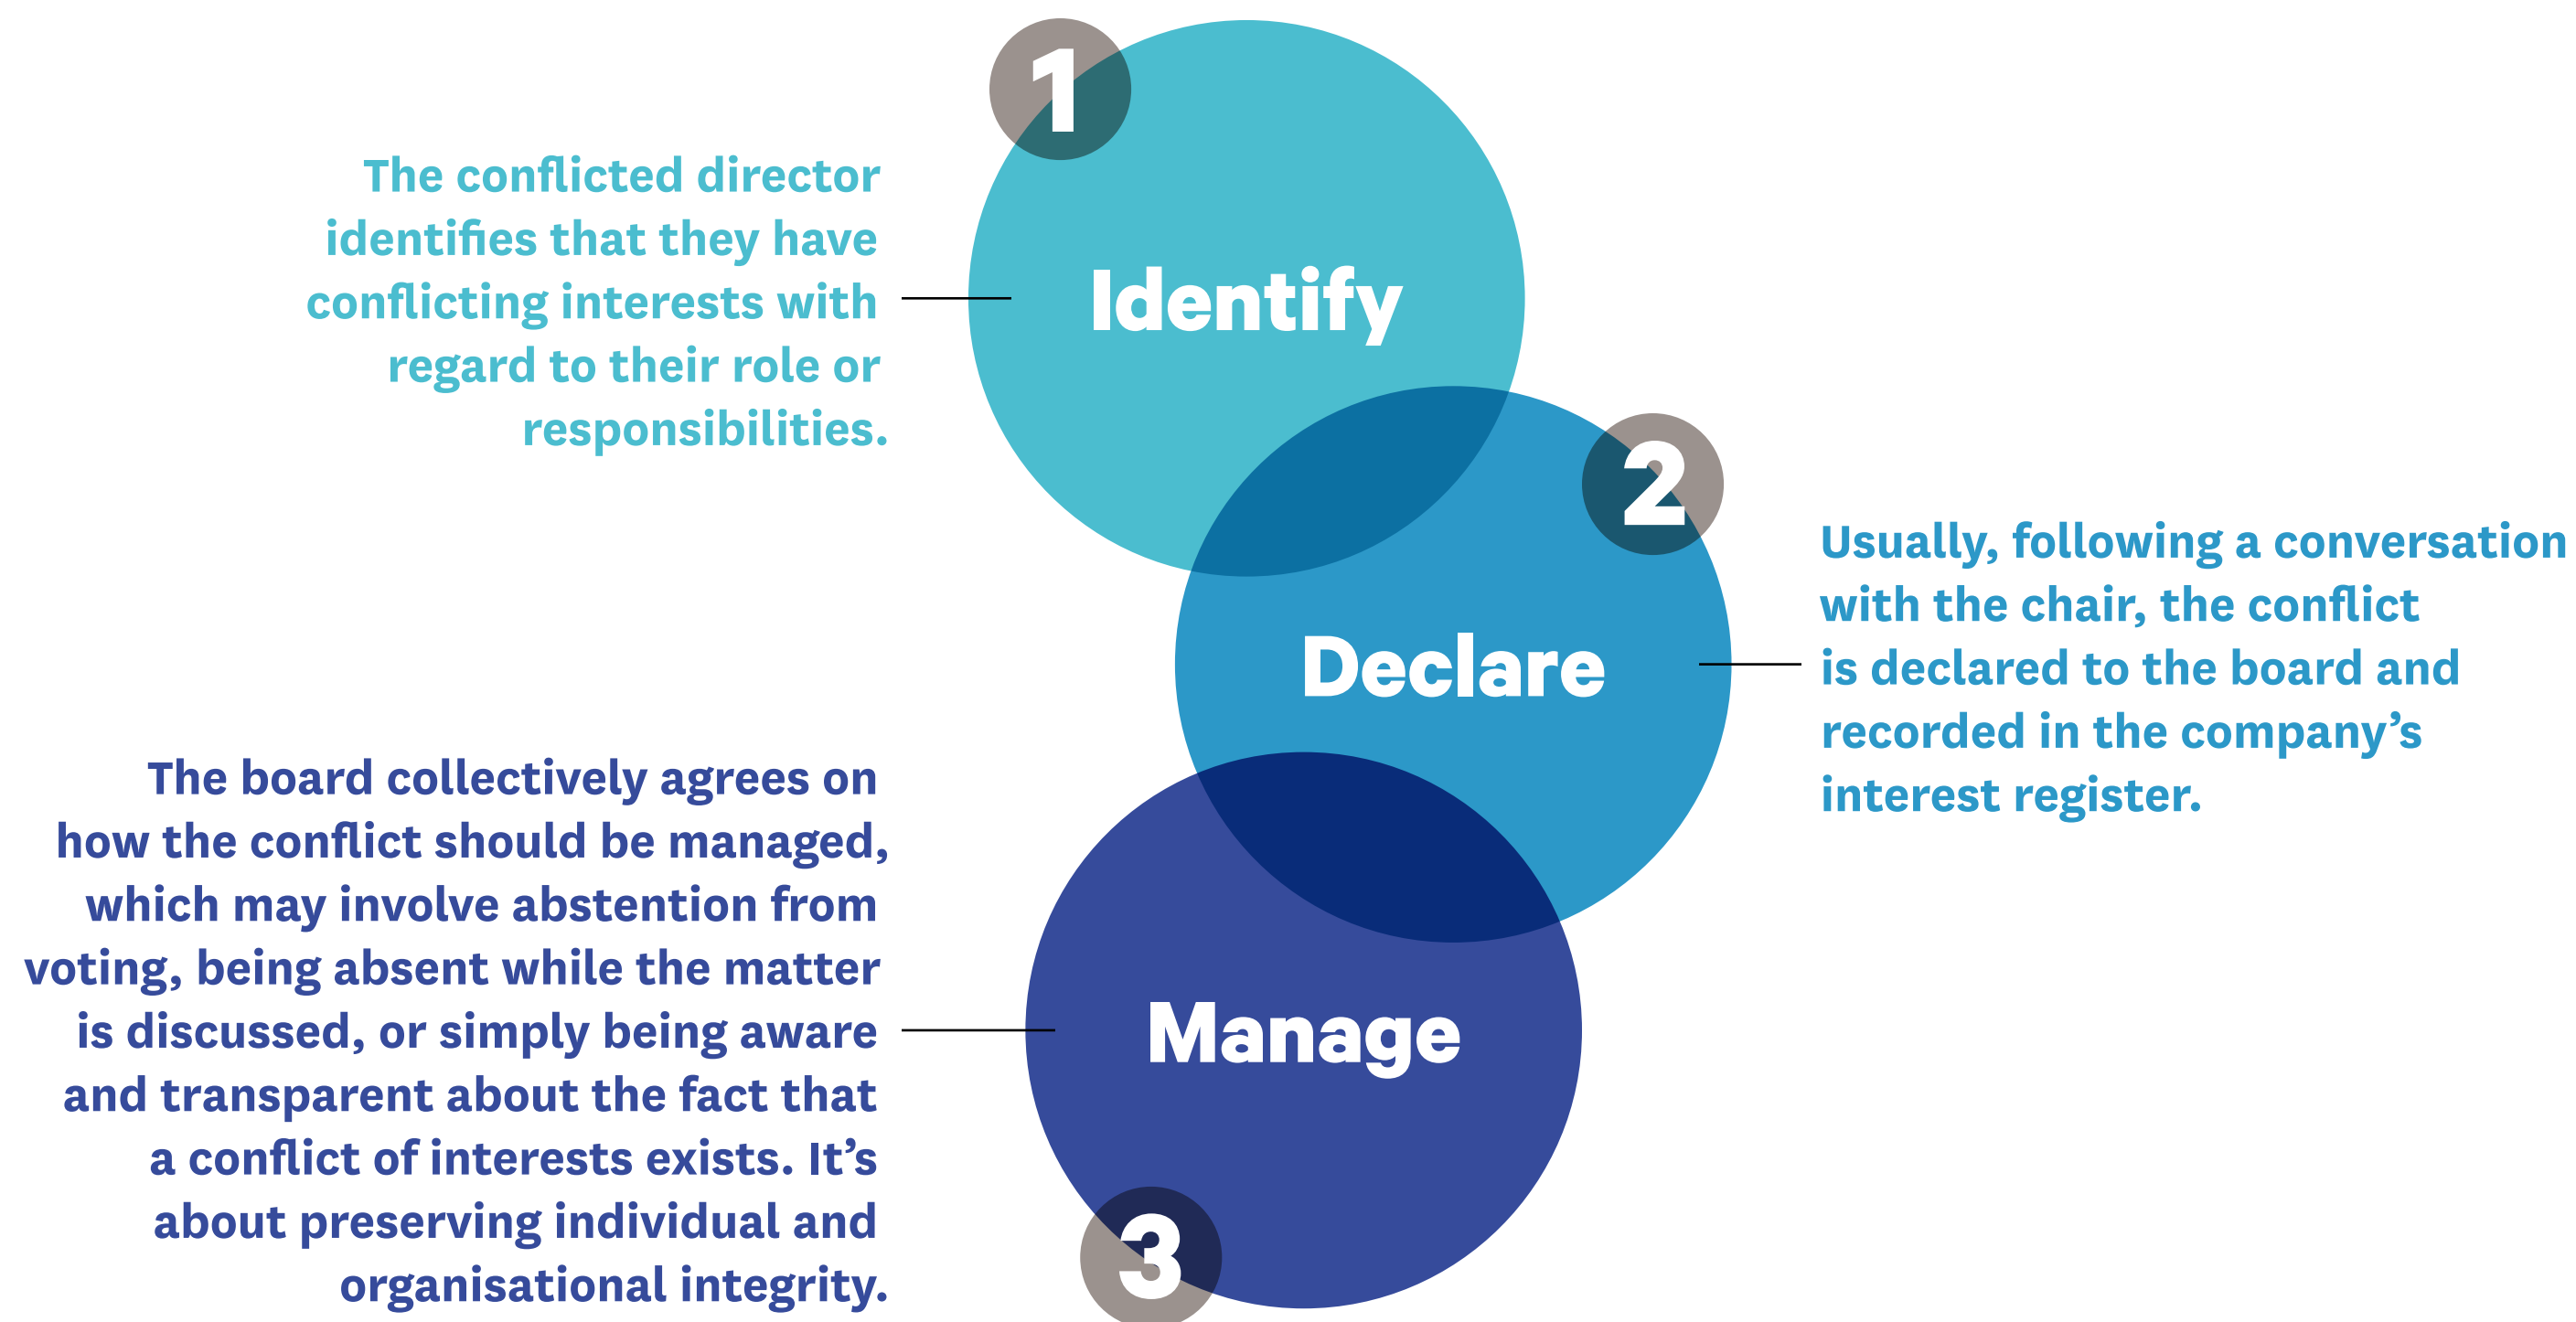 1
The conflicted director
identifies that they have
conflicting interests with
regard to their role or
responsibilities.
Identify
2
Declare
Usually, following a conversation
with the chair, the conflict
is declared to the board and
recorded in the company’s
interest register.
The board collectively agrees on
how the conflict should be managed,
which may involve abstention from
voting, being absent while the matter
is discussed, or simply being aware
and transparent about the fact that
a conflict of interests exists. It’s
about preserving individual and
organisational integrity.
Manage
3